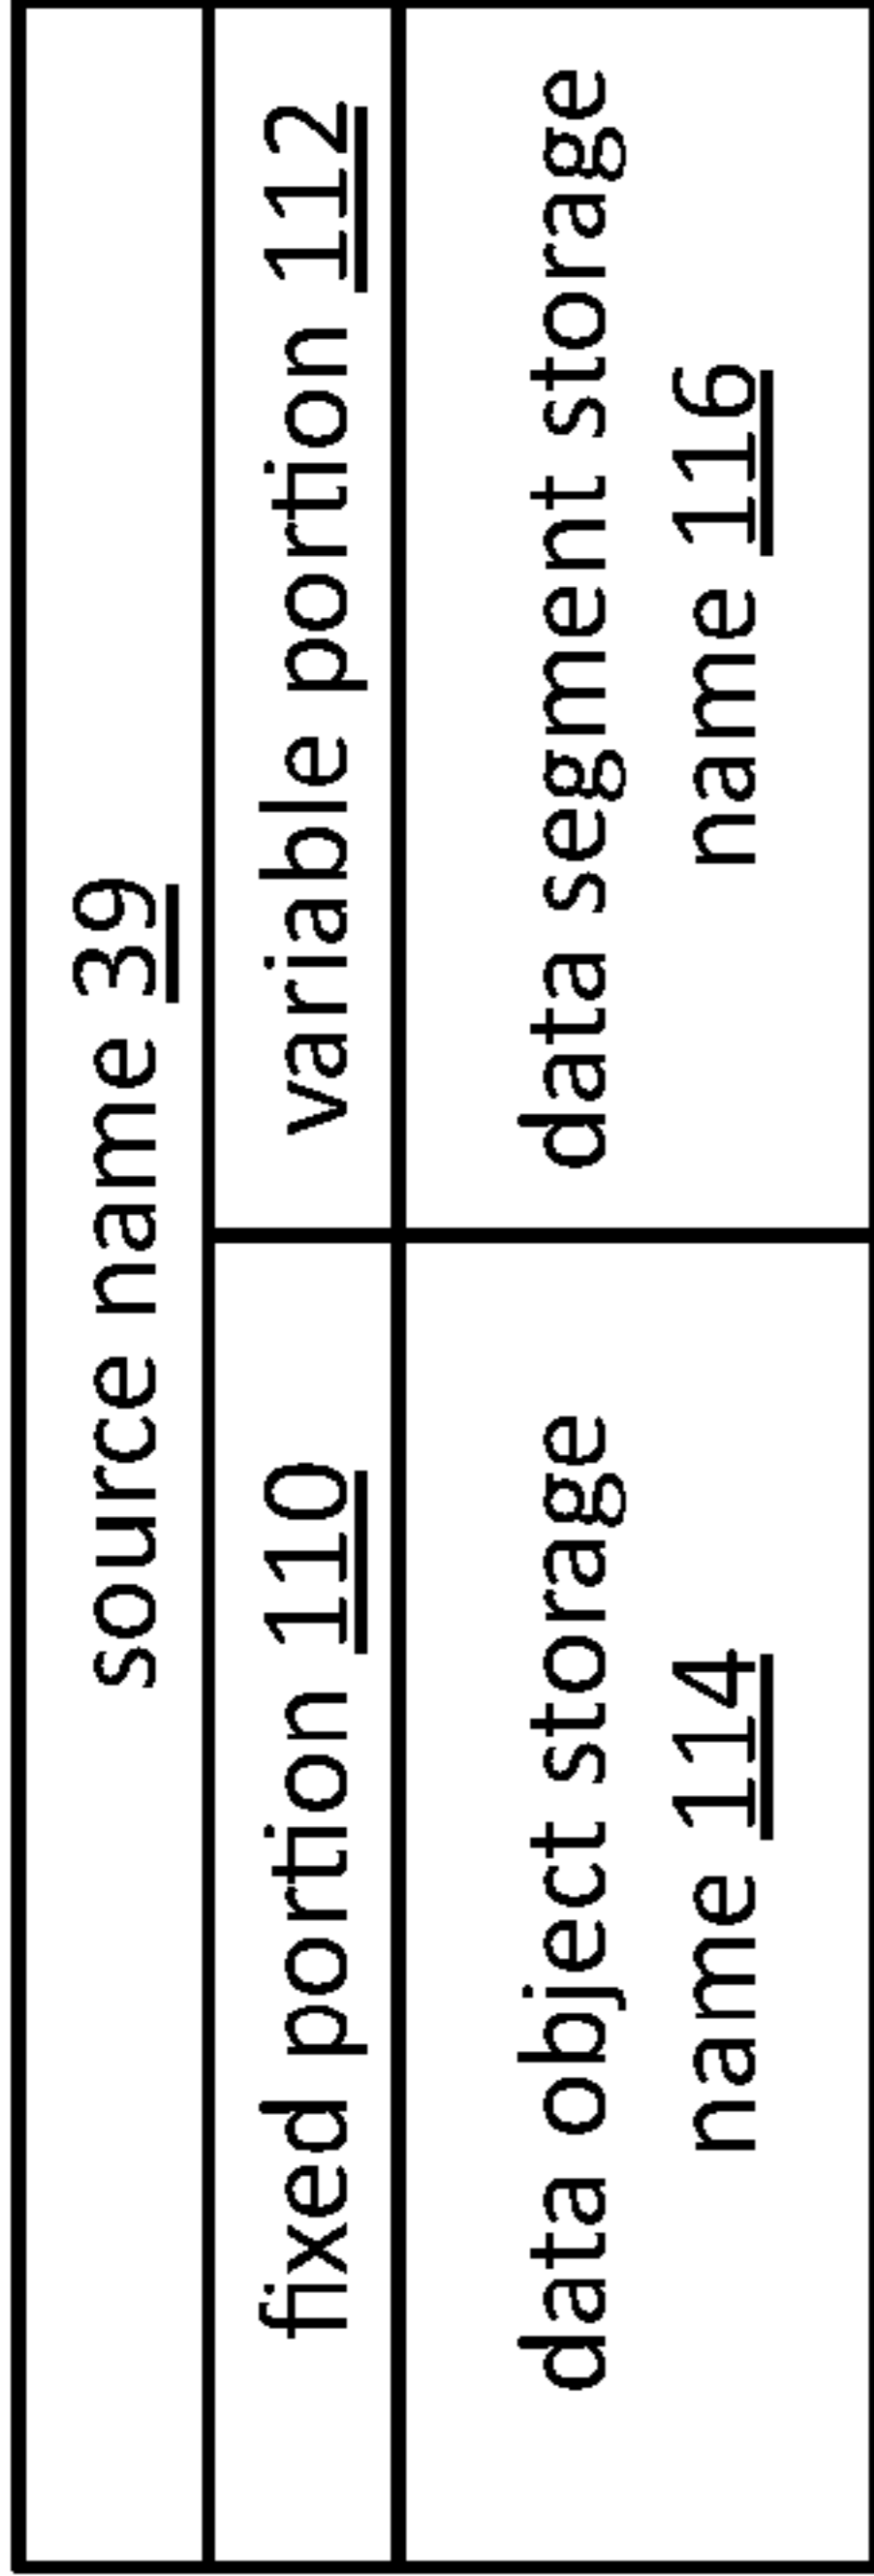 source name 39
fixed portion 110
variable portion 112
data object storage
name 114
data segment storage
name 116